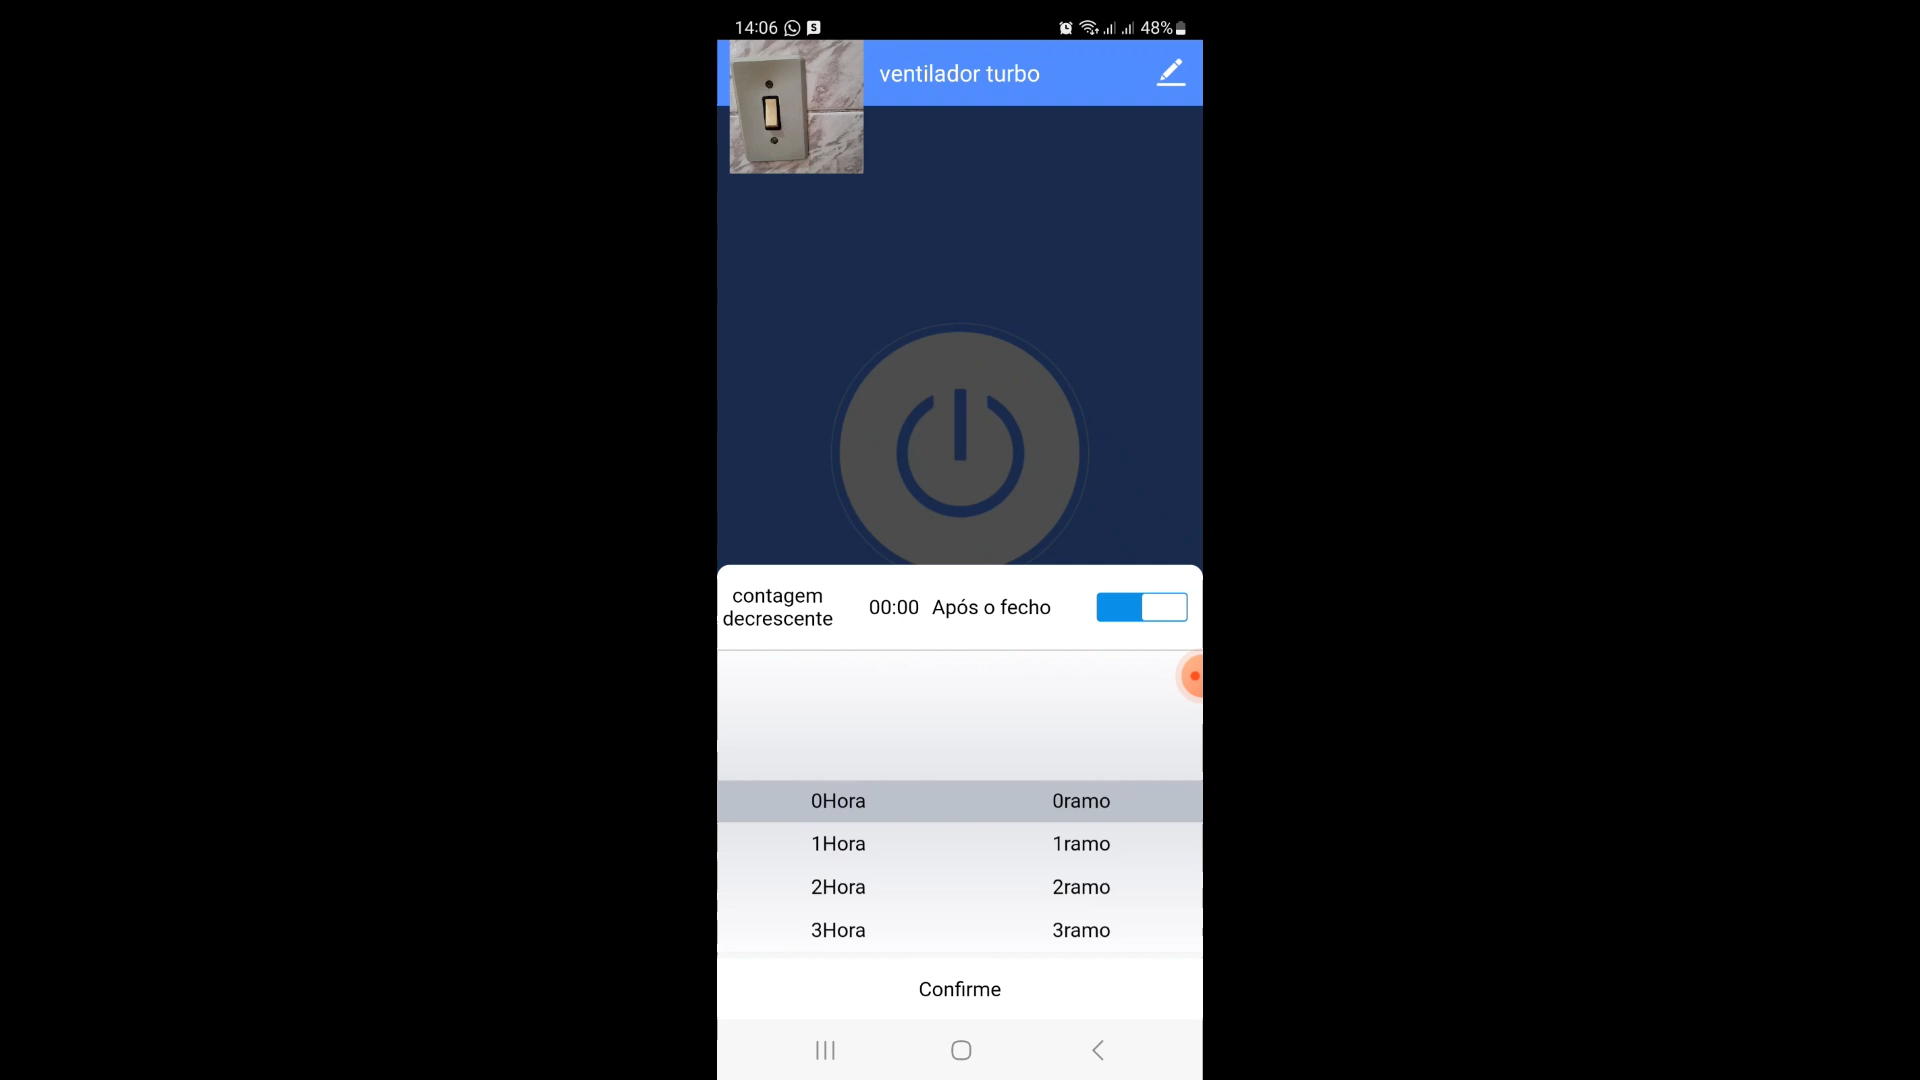 14:06 48%
ventilador turbo
contagem
decrescente
00:00 Após o fecho
0Hora 0ramo
1Hora 1ramo
2Hora 2ramo
3Hora 3ramo
Confirme